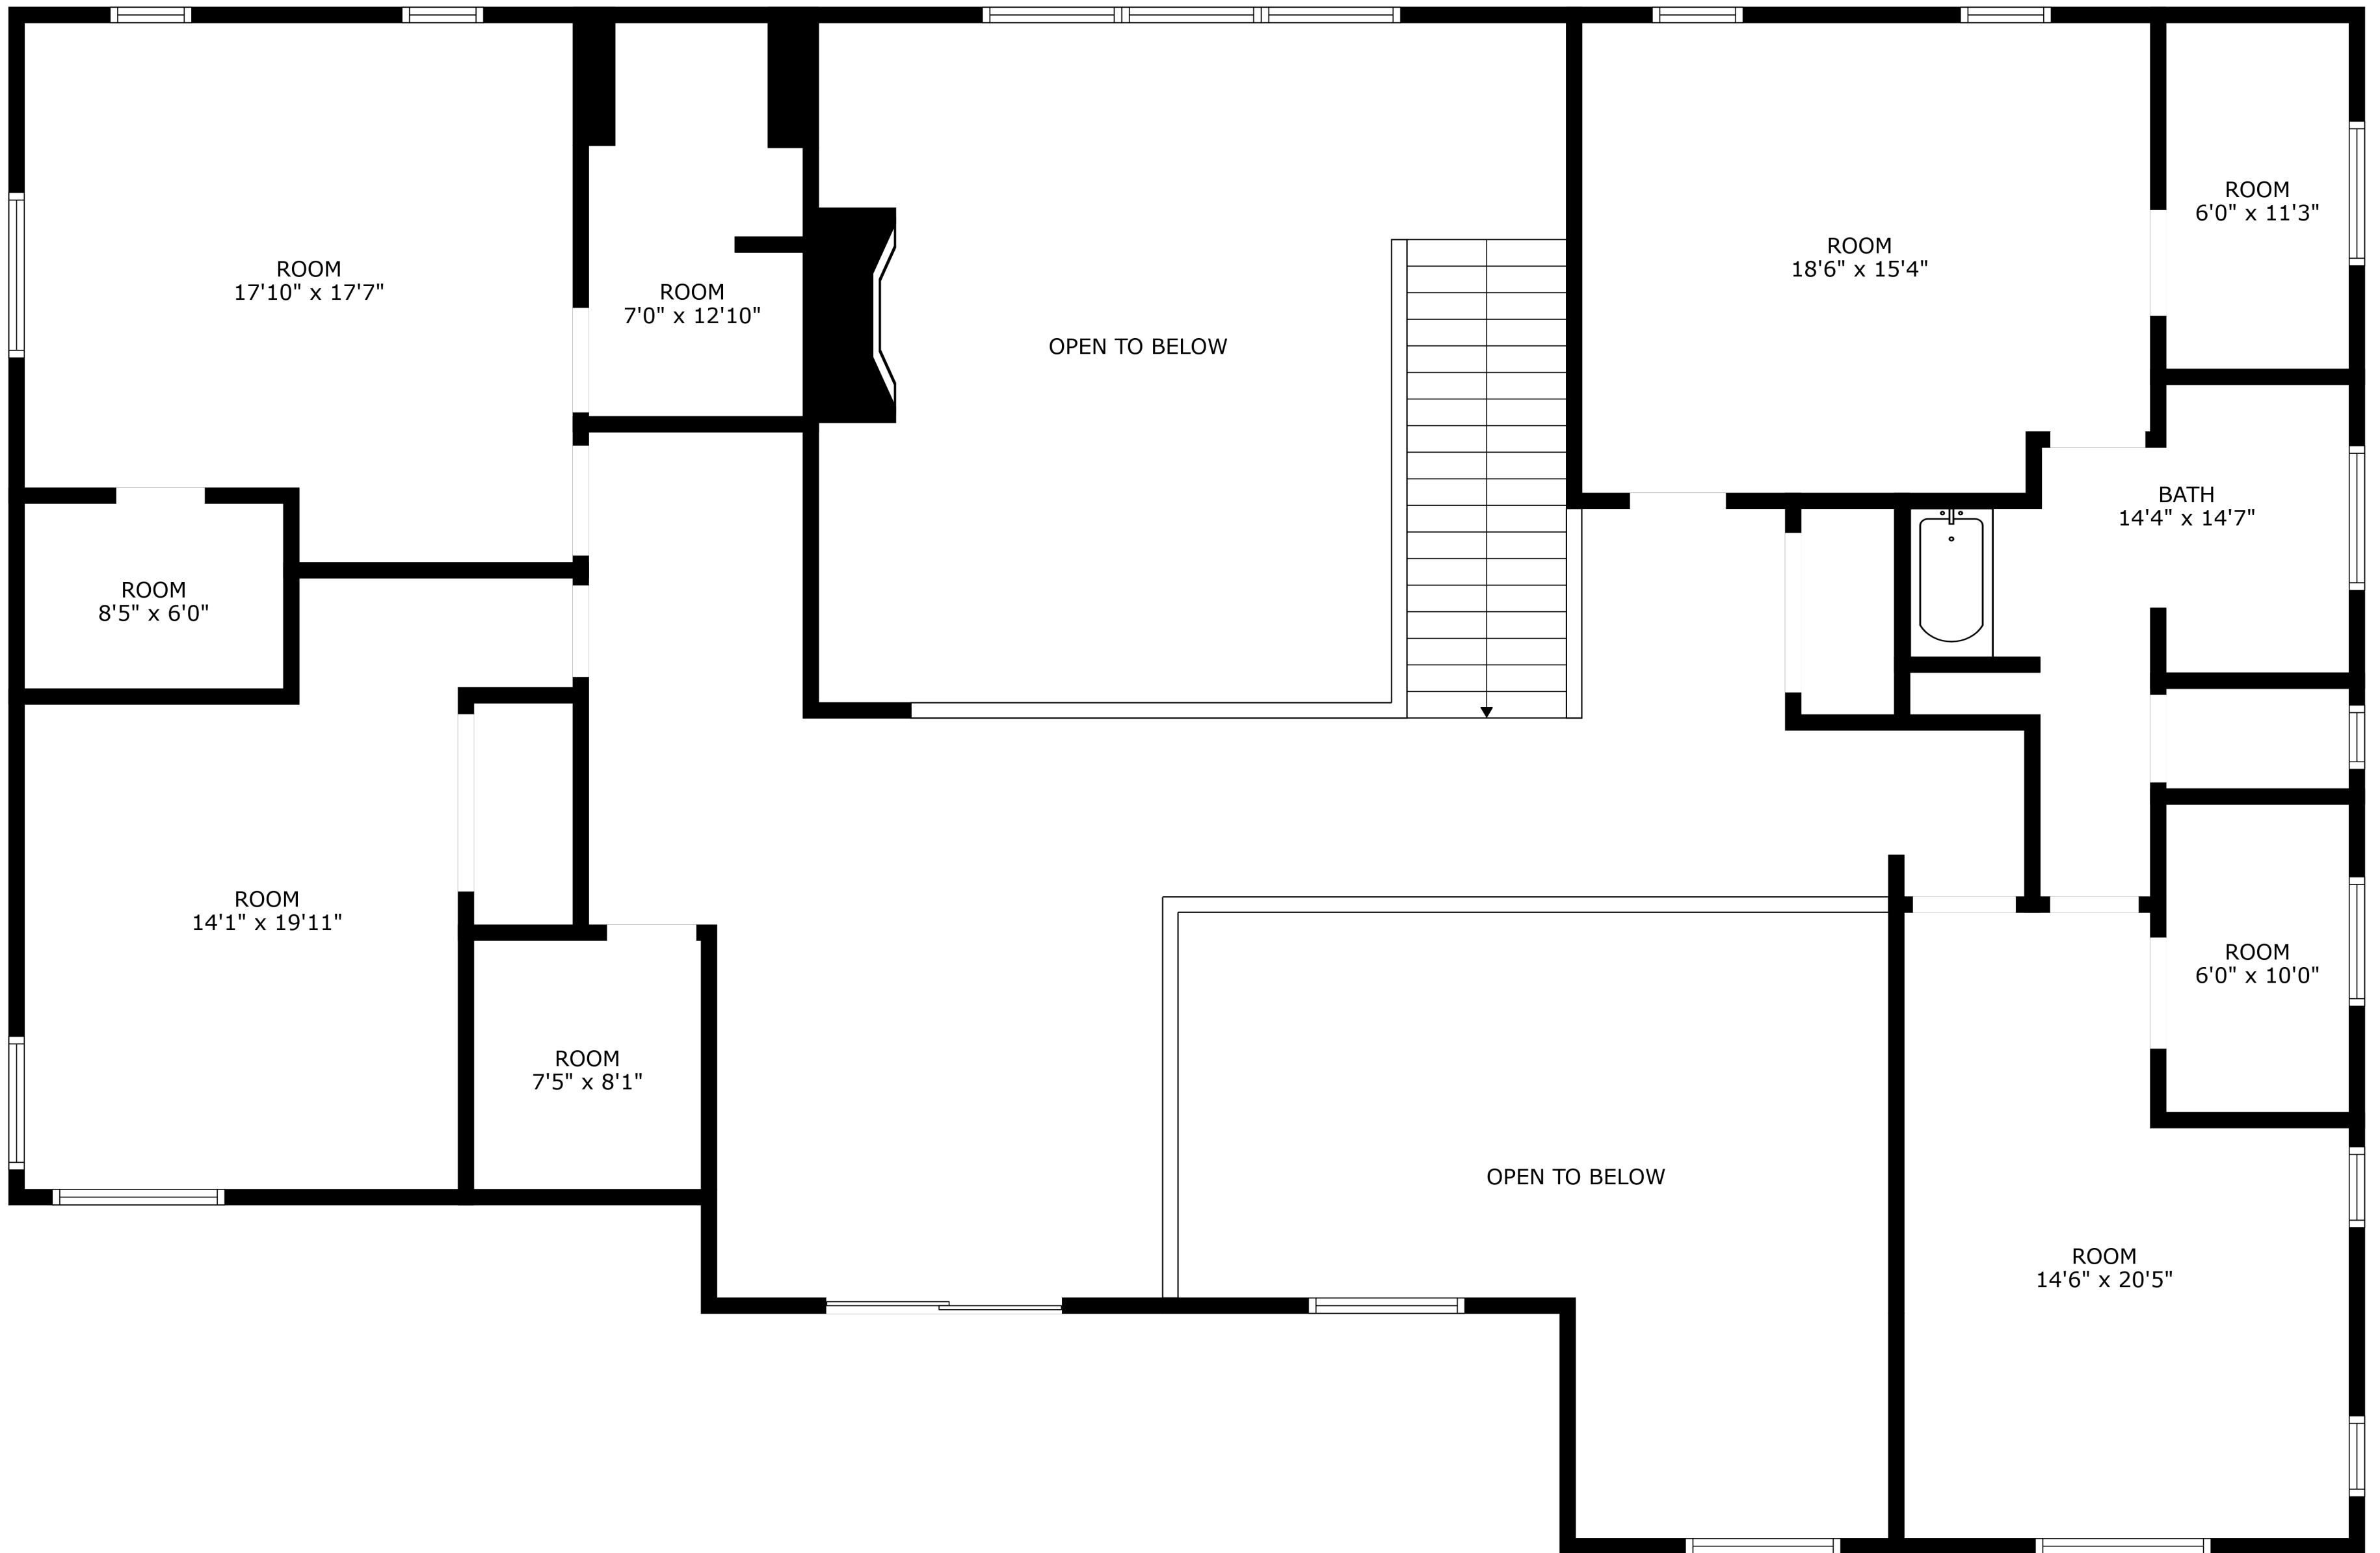 ROOM
6'0" x 11'3"
ROOM
18'6" x 15'4"
ROOM
17'10" x 17'7"
ROOM
7'0" x 12'10"
OPEN TO BELOW
BATH
14'4" x 14'7"
ROOM
8'5" x 6'0"
ROOM
14'1" x 19'11"
ROOM
6'0" x 10'0"
ROOM
7'5" x 8'1"
OPEN TO BELOW
ROOM
14'6" x 20'5"